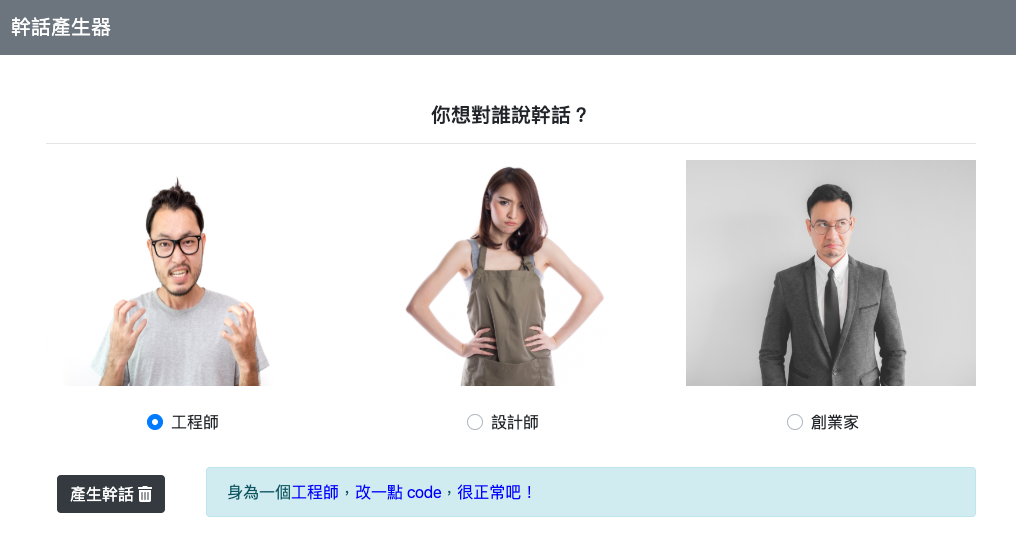 幹話產生器
你想對誰說幹話？
工程師
設計師
創業家
產生幹話
身為一個工程師，改一點 code，很正常吧！